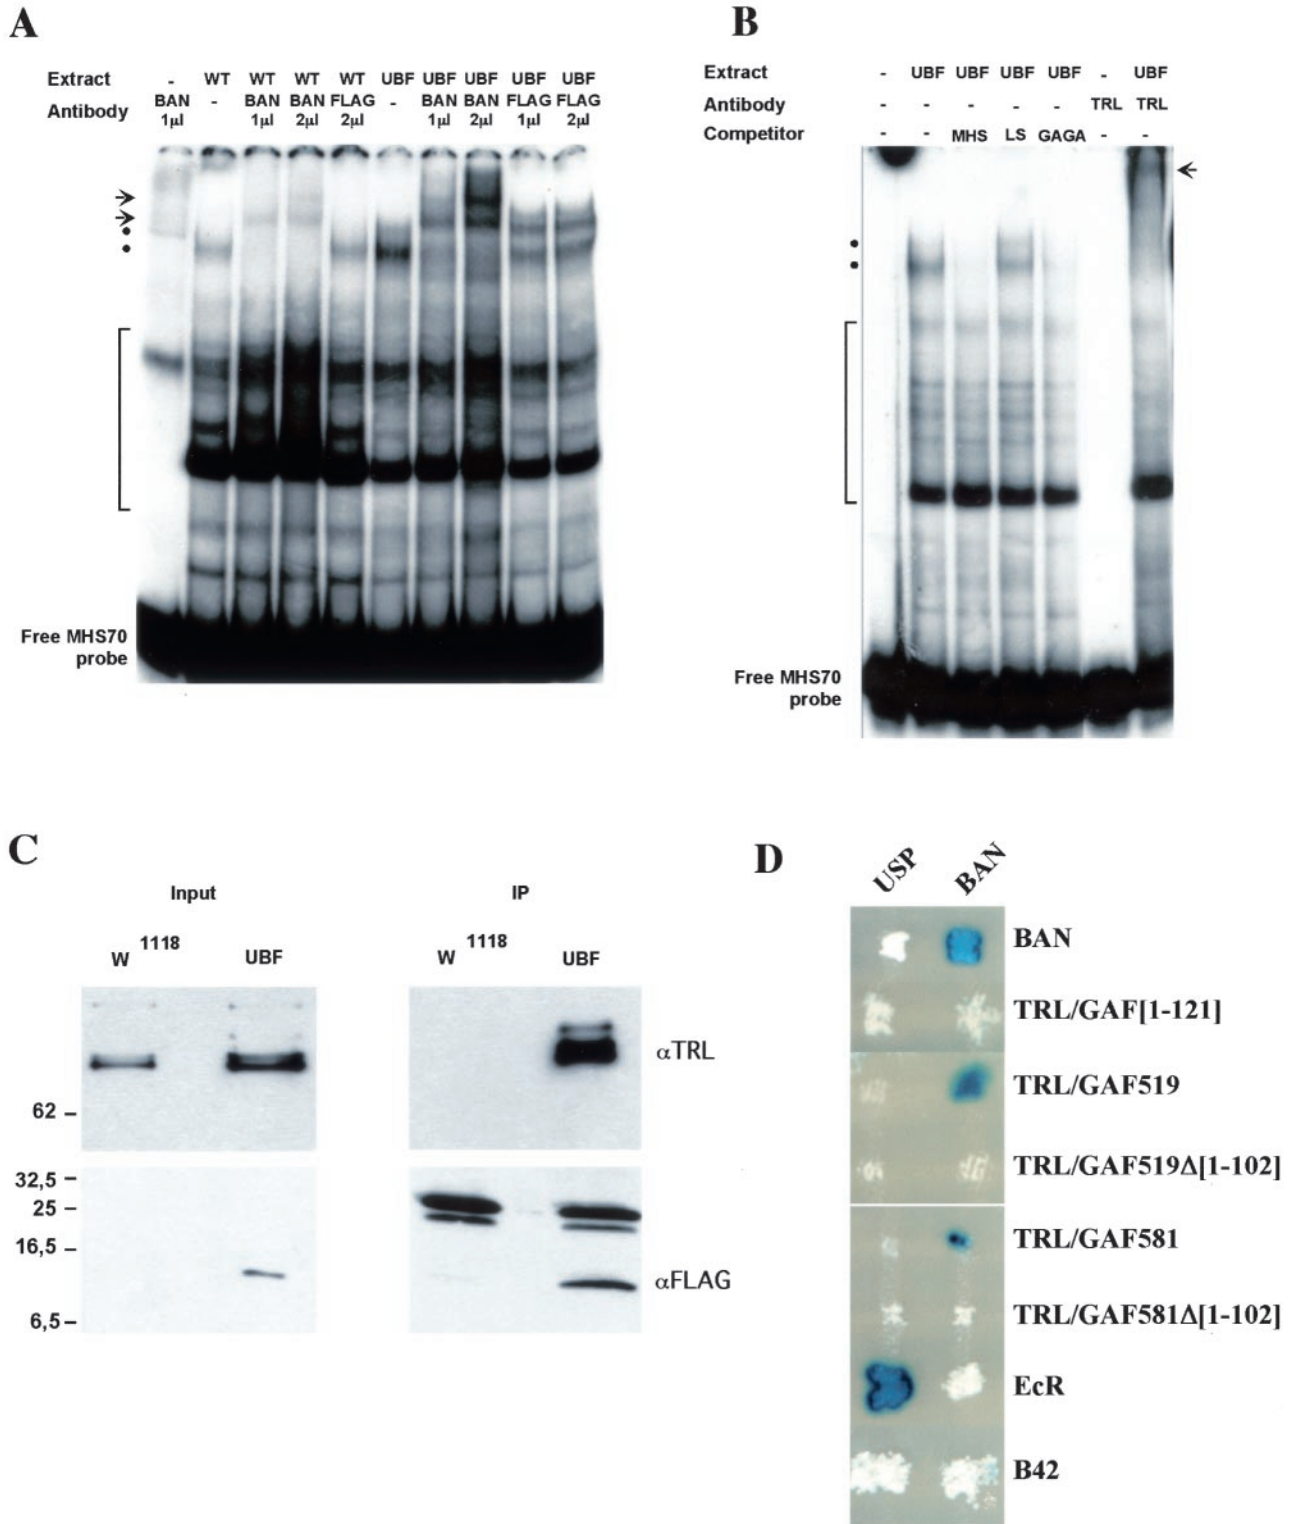 A
Extract - WT WT WT WT UBF UBF UBF UBF UBF
Antibody BAN - BAN BAN FLAG - BAN BAN FLAG FLAG
1µl 1µl 2µl 2µl 1µl 2µl 1µl 2µl
Free MHS70
probe
B
Extract - UBF UBF UBF UBF - UBF
Antibody - - - - - TRL TRL
Competitor - - MHS LS GAGA - -
Free MHS70
probe
C
Input IP
W 1118 UBF W 1118 UBF
αTRL
62
32,5
25
16,5
αFLAG
6,5
D
USP BAN
BAN
TRL/GAF[1-121]
TRL/GAF519
TRL/GAF519Δ[1-102]
TRL/GAF581
TRL/GAF581Δ[1-102]
EcR
B42